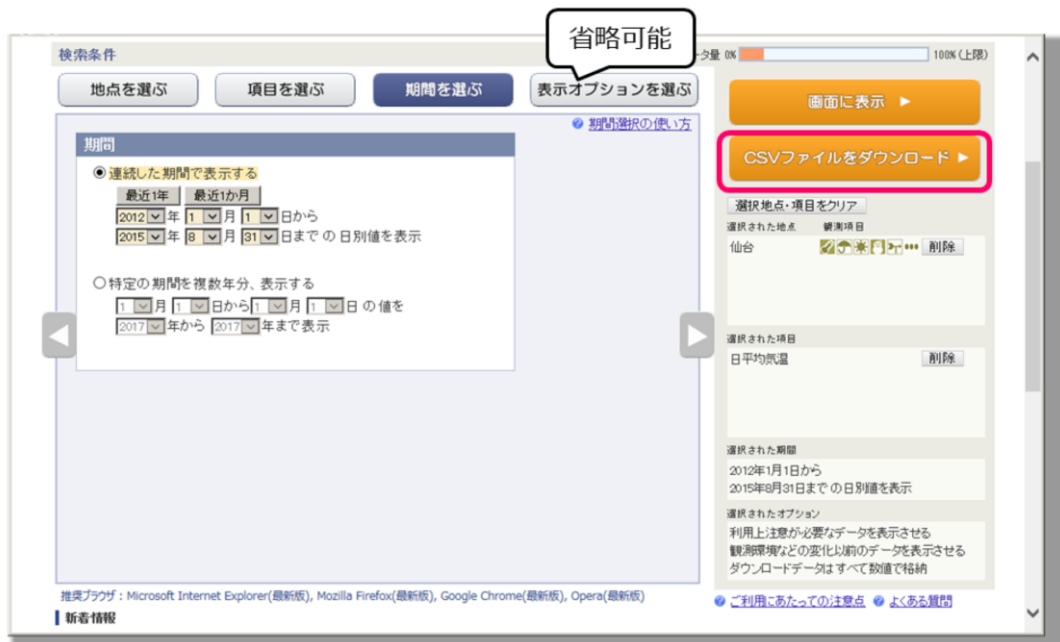 省略可能
検索条件
タ量 0% 100%(上限)
地点を選ぶ 項目を選ぶ 期間を選ぶ 表示オプションを選ぶ
画面に表示
期間選択の使い方
期間
CSVファイルをダウンロード
連続した期間で表示する
最近1年 最近1か月
2012 年 1 月 1 日から
2015 年 8 月 31 日まで の 日別値を表示
選択地点・項目をクリア
選択された地点 観測項目
仙台 削除
特定の期間を複数年分、表示する
1 月 1 日から 1 月 1 日 の値を
2017 年から 2017 年まで表示
選択された項目
日平均気温 削除
選択された期間
2012年1月1日から
2015年8月31日まで の日別値を表示
選択されたオプション
利用上注意が必要なデータを表示させる
観測環境などの変化以前のデータを表示させる
ダウンロードデータはすべて数値で格納
推奨ブラウザ：Microsoft Internet Explorer(最新版), Mozilla Firefox(最新版), Google Chrome(最新版), Opera(最新版)
ご利用にあたっての注意点 よくある質問
新着情報